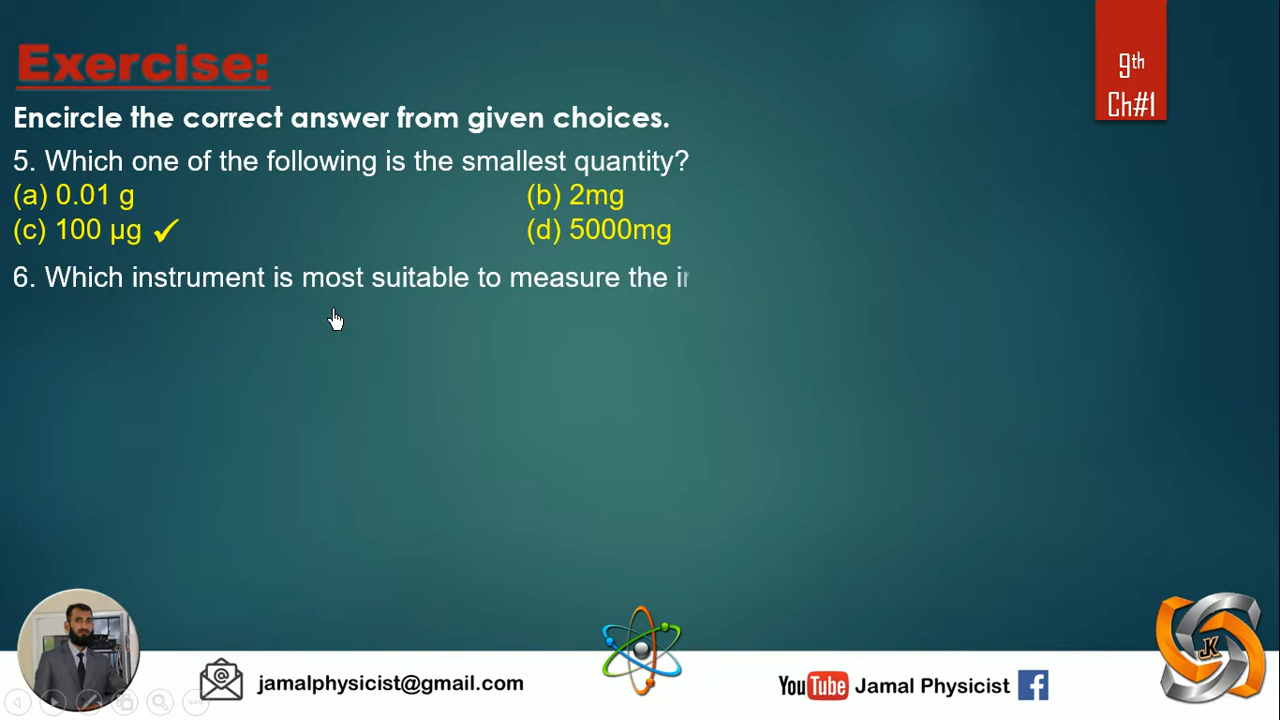 Exercise:
9th
Ch#1
Encircle the correct answer from given choices.
5. Which one of the following is the smallest quantity?
(a) 0.01 g (b) 2mg
(c) 100 µg ✓ (d) 5000mg
6. Which instrument is most suitable to measure the
jamalphysicist@gmail.com
YouTube Jamal Physicist f
JK